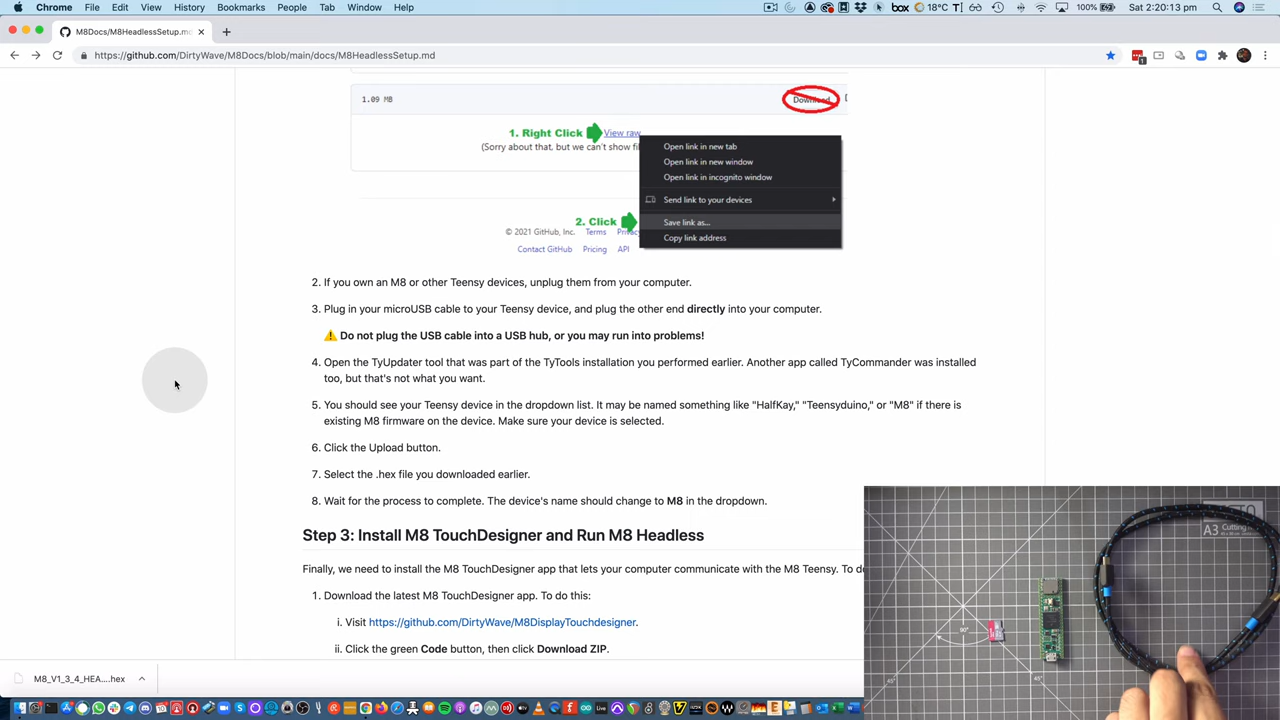 Chrome File Edit View History Bookmarks People Tab Window Help
18°C
box
100%
Sat 2:20:13 pm
M8Docs/M8HeadlessSetup.md
https://github.com/DirtyWave/M8Docs/blob/main/docs/M8HeadlessSetup.md
1.09 MB
Download
1. Right Click View raw
(Sorry about that, but we can't show fil
Open link in new tab
Open link in new window
Open link in incognito window
Send link to your devices
2. Click
Save link as...
Copy link address
© 2021 GitHub, Inc. Terms Privac
Contact GitHub Pricing API
2. If you own an M8 or other Teensy devices, unplug them from your computer.
3. Plug in your microUSB cable to your Teensy device, and plug the other end directly into your computer.
⚠️ Do not plug the USB cable into a USB hub, or you may run into problems!
4. Open the TyUpdater tool that was part of the TyTools installation you performed earlier. Another app called TyCommander was installed
too, but that's not what you want.
5. You should see your Teensy device in the dropdown list. It may be named something like "HalfKay," "Teensyduino," or "M8" if there is
existing M8 firmware on the device. Make sure your device is selected.
6. Click the Upload button.
7. Select the .hex file you downloaded earlier.
8. Wait for the process to complete. The device's name should change to M8 in the dropdown.
Step 3: Install M8 TouchDesigner and Run M8 Headless
Finally, we need to install the M8 TouchDesigner app that lets your computer communicate with the M8 Teensy. To do
1. Download the latest M8 TouchDesigner app. To do this:
i. Visit https://github.com/DirtyWave/M8DisplayTouchdesigner.
ii. Click the green Code button, then click Download ZIP.
M8_V1_3_4_HEA....hex
A3 Cutting
90°
45°
45°